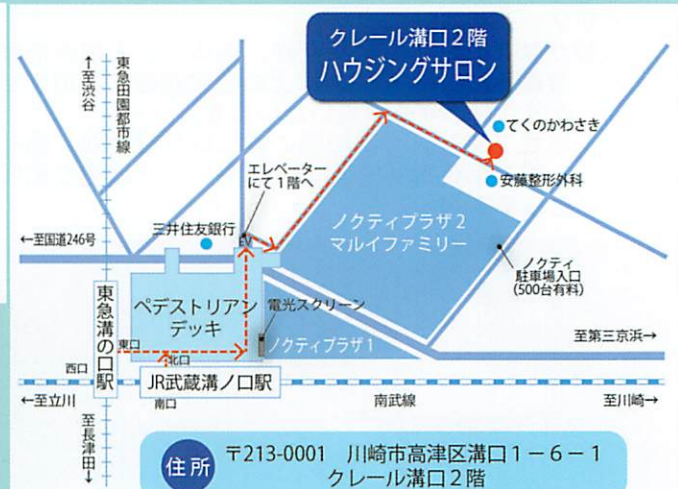 クレール溝口２階
ハウジングサロン
↑至渋谷
東急田園都市線
てくのかわさき
安藤整形外科
エレベーター
にて１階へ
EV
三井住友銀行
←至国道246号
ノクティプラザ２
マルイファミリー
ノクティ
駐車場入口
(500台有料)
東急溝の口駅
ペデストリアン
デッキ
電光スクリーン
ノクティプラザ１
至第三京浜→
東口
西口
北口
JR武蔵溝ノ口駅
南口
←至立川
南武線
至川崎→
至長津田↓
住所
〒213-0001 川崎市高津区溝口１－６－１
クレール溝口２階